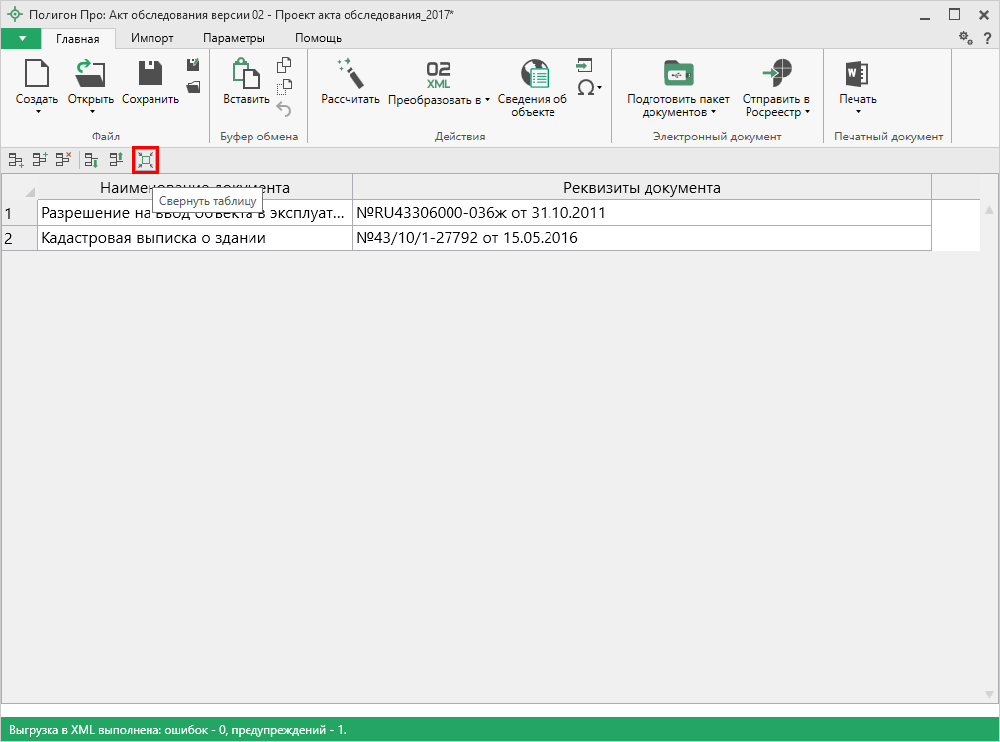 Полигон Про: Акт обследования версии 02 - Проект акта обследования_2017*
Главная Импорт Параметры Помощь
?
Создать Открыть Сохранить
Файл
Вставить
Буфер обмена
Рассчитать
02
XML
Преобразовать в
Сведения об
объекте
Ω
Действия
Подготовить пакет
документов
Отправить в
Росреестр
Электронный документ
W
Печать
Печатный документ
Наименование документа Реквизиты документа
Свернуть таблицу
1 Разрешение на ввод объекта в эксплуат... №RU43306000-036ж от 31.10.2011
2 Кадастровая выписка о здании №43/10/1-27792 от 15.05.2016
Выгрузка в XML выполнена: ошибок - 0, предупреждений - 1.